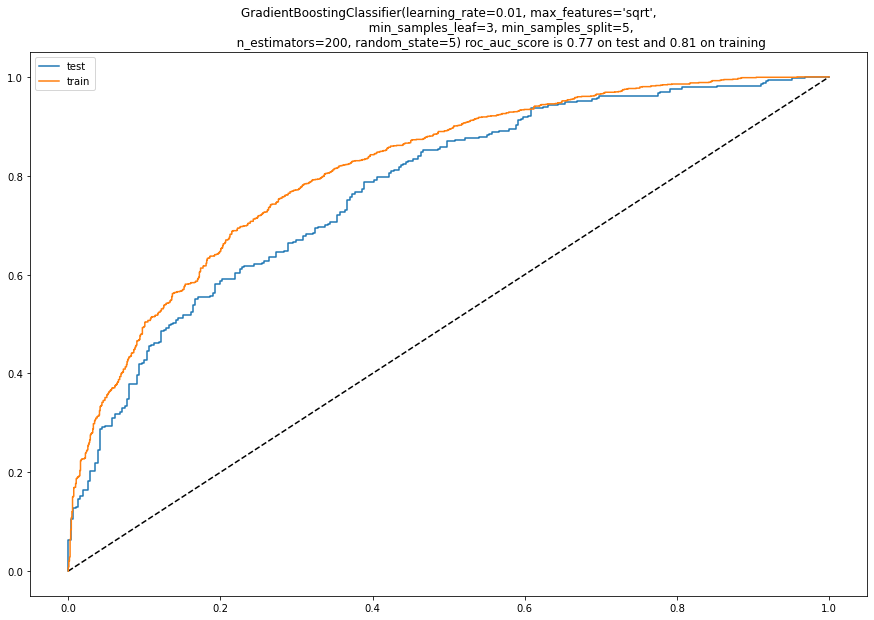 GradientBoostingClassifier(learning_rate=0.01, max_features='sqrt',
min_samples_leaf=3, min_samples_split=5,
n_estimators=200, random_state=5) roc_auc_score is 0.77 on test and 0.81 on training
test
train
1.0
0.8
0.6
0.4
0.2
0.0
0.0 0.2 0.4 0.6 0.8 1.0